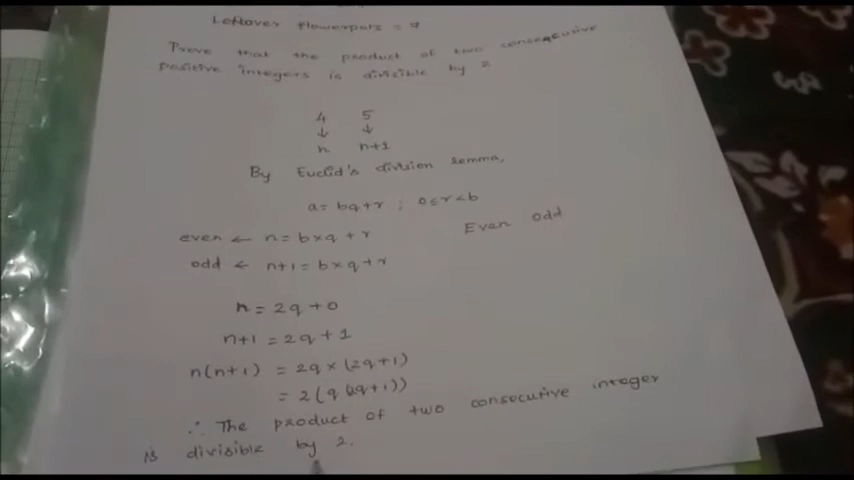 Leftover flowerpots = 7
Prove that the product of two consecutive
positive integers is divisible by 2
4 5
↓ ↓
n n+1
By Euclid's division lemma,
a = bq + r ; 0 ≤ r < b
even ← n = b × q + r Even odd
odd ← n+1 = b × q + r
n = 2q + 0
n+1 = 2q + 1
n(n+1) = 2q × (2q+1)
= 2(q(2q+1))
∴ The product of two consecutive integer
is divisible by 2.